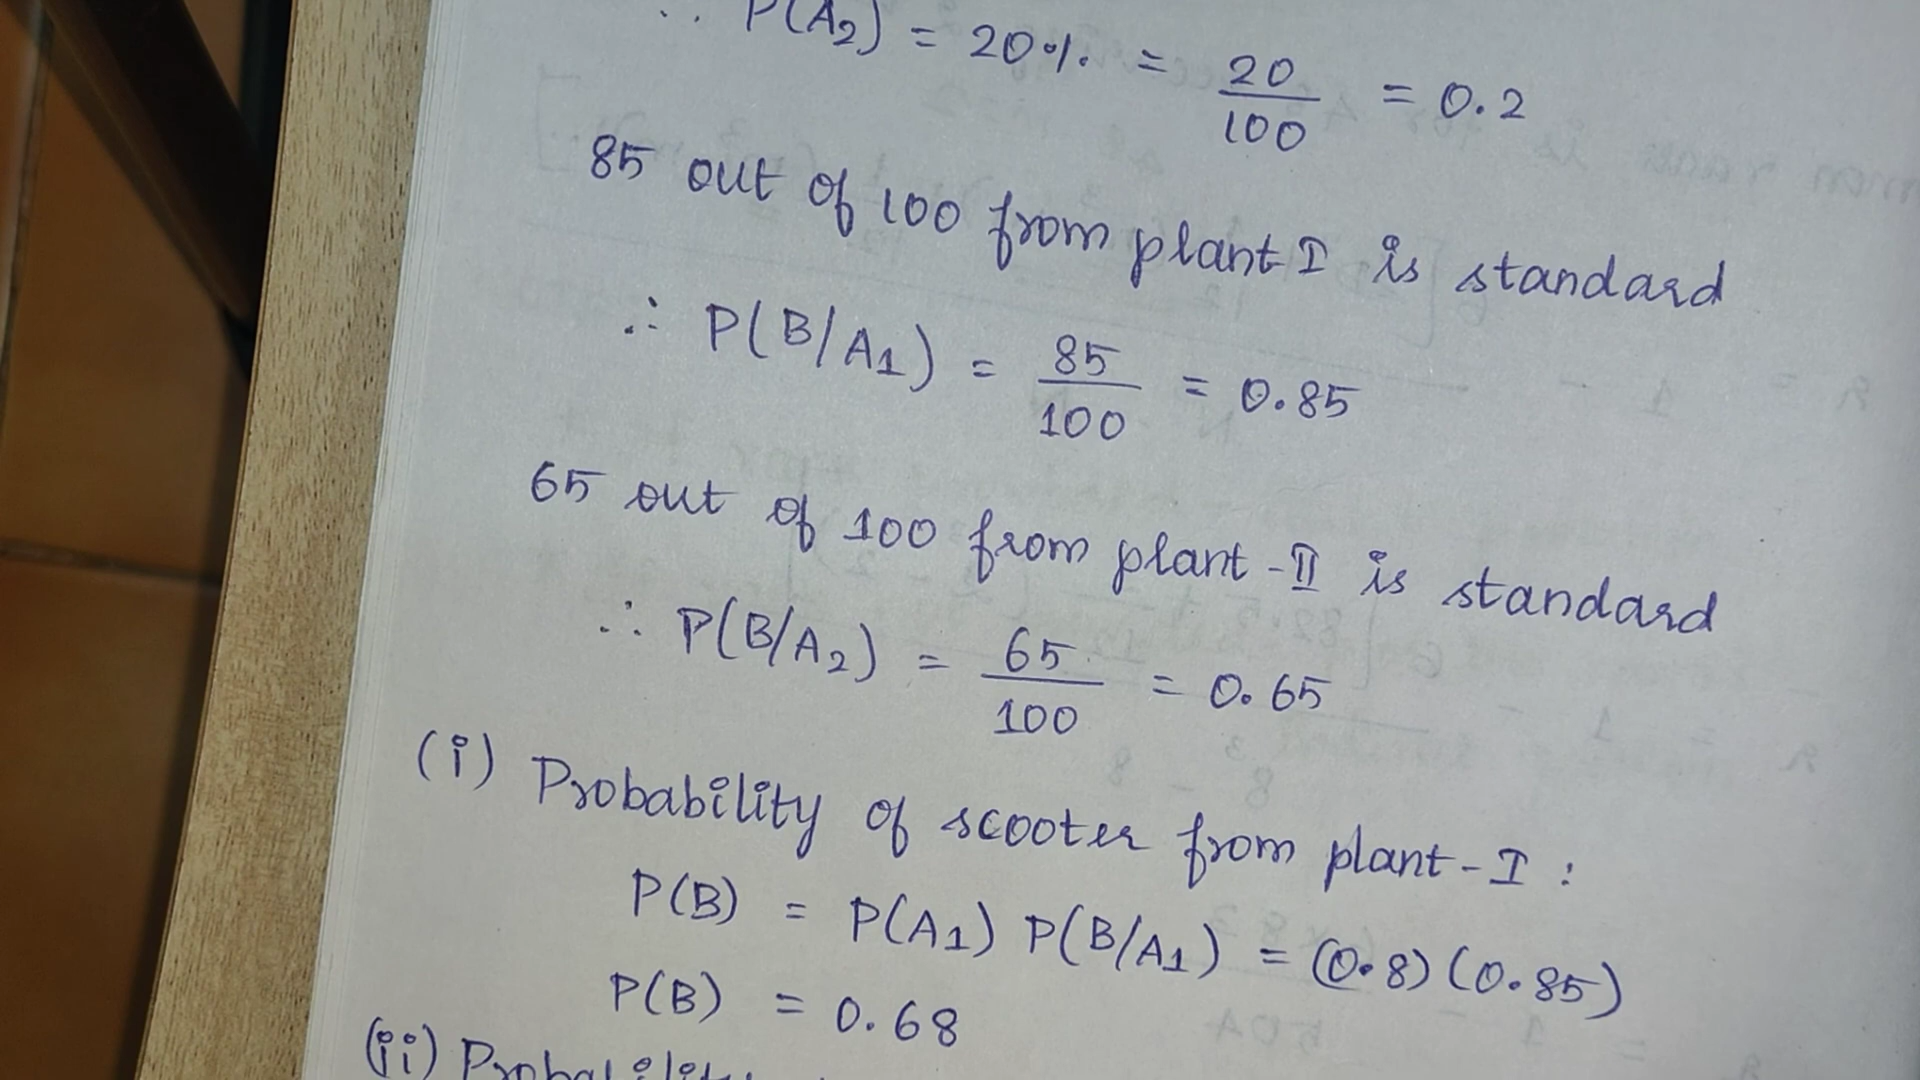 ∴ P(A₂) = 20% = 20/100 = 0.2
85 out of 100 from plant I is standard
∴ P(B/A₁) = 85/100 = 0.85
65 out of 100 from plant-II is standard
∴ P(B/A₂) = 65/100 = 0.65
(i) Probability of scooter from plant-I :
P(B) = P(A₁) P(B/A₁) = (0.8) (0.85)
P(B) = 0.68
(ii) Probability